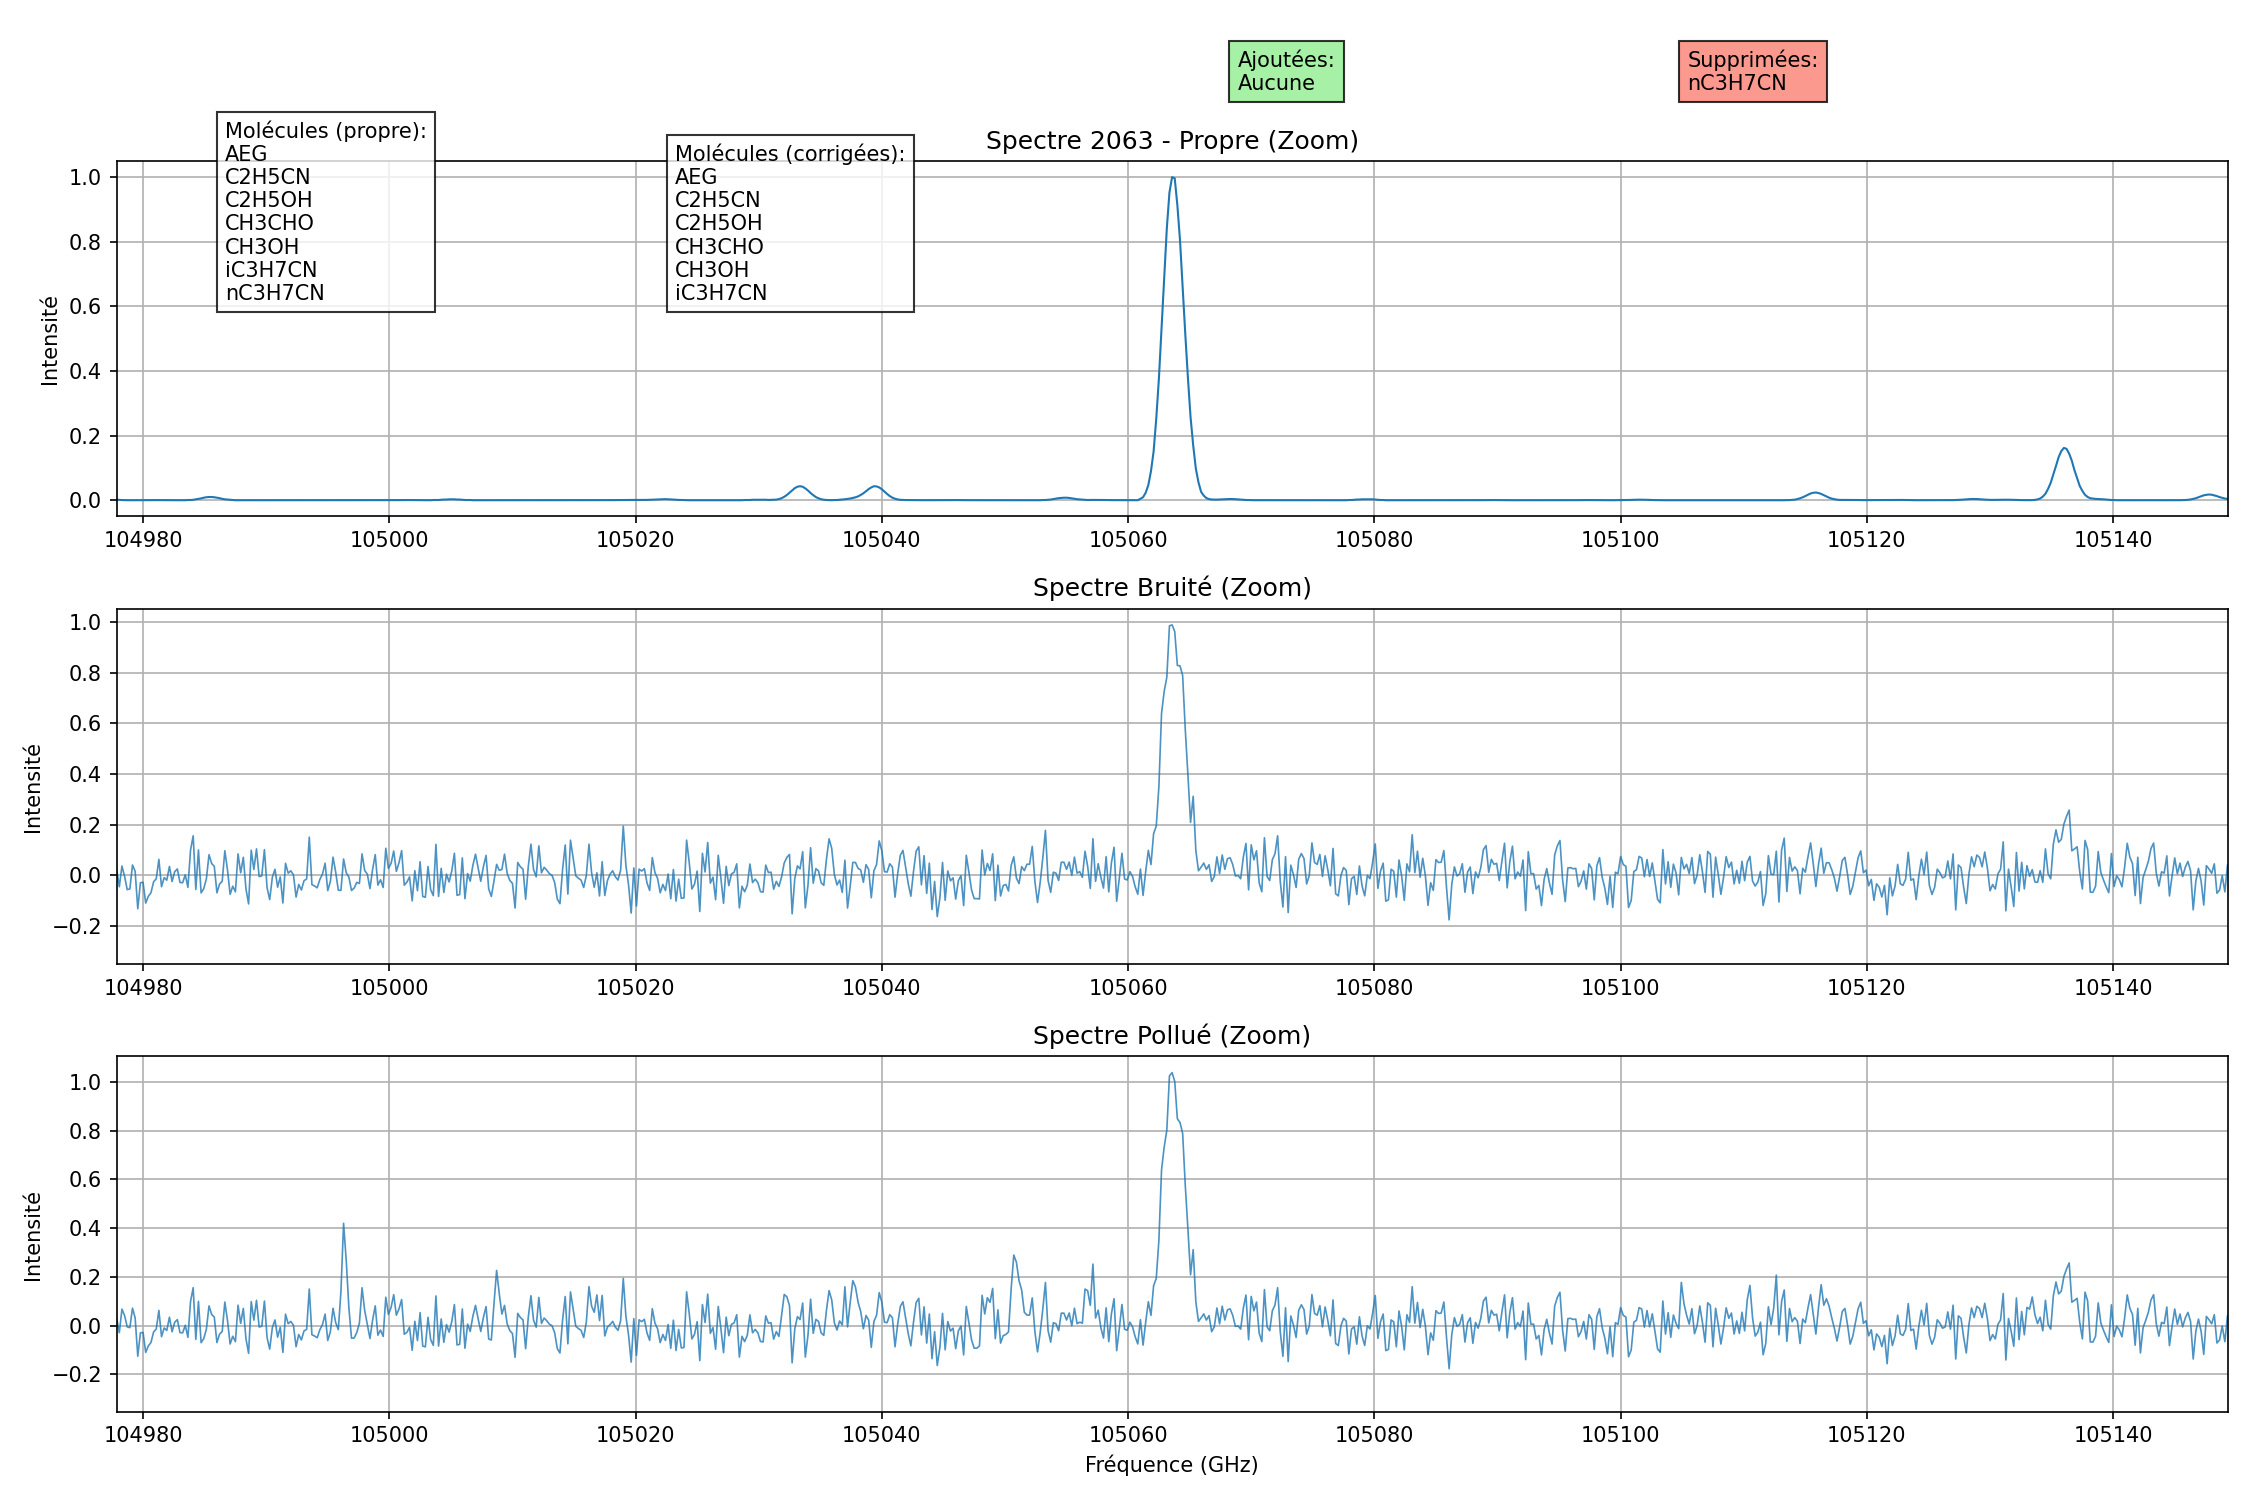 Ajoutées:
Aucune
Supprimées:
nC3H7CN
Molécules (propre):
AEG
C2H5CN
C2H5OH
CH3CHO
CH3OH
iC3H7CN
nC3H7CN
Molécules (corrigées):
AEG
C2H5CN
C2H5OH
CH3CHO
CH3OH
iC3H7CN
Spectre 2063 - Propre (Zoom)
Intensité
1.0
0.8
0.6
0.4
0.2
0.0
104980 105000 105020 105040 105060 105080 105100 105120 105140
Spectre Bruité (Zoom)
Intensité
1.0
0.8
0.6
0.4
0.2
0.0
−0.2
104980 105000 105020 105040 105060 105080 105100 105120 105140
Spectre Pollué (Zoom)
Intensité
1.0
0.8
0.6
0.4
0.2
0.0
−0.2
104980 105000 105020 105040 105060 105080 105100 105120 105140
Fréquence (GHz)